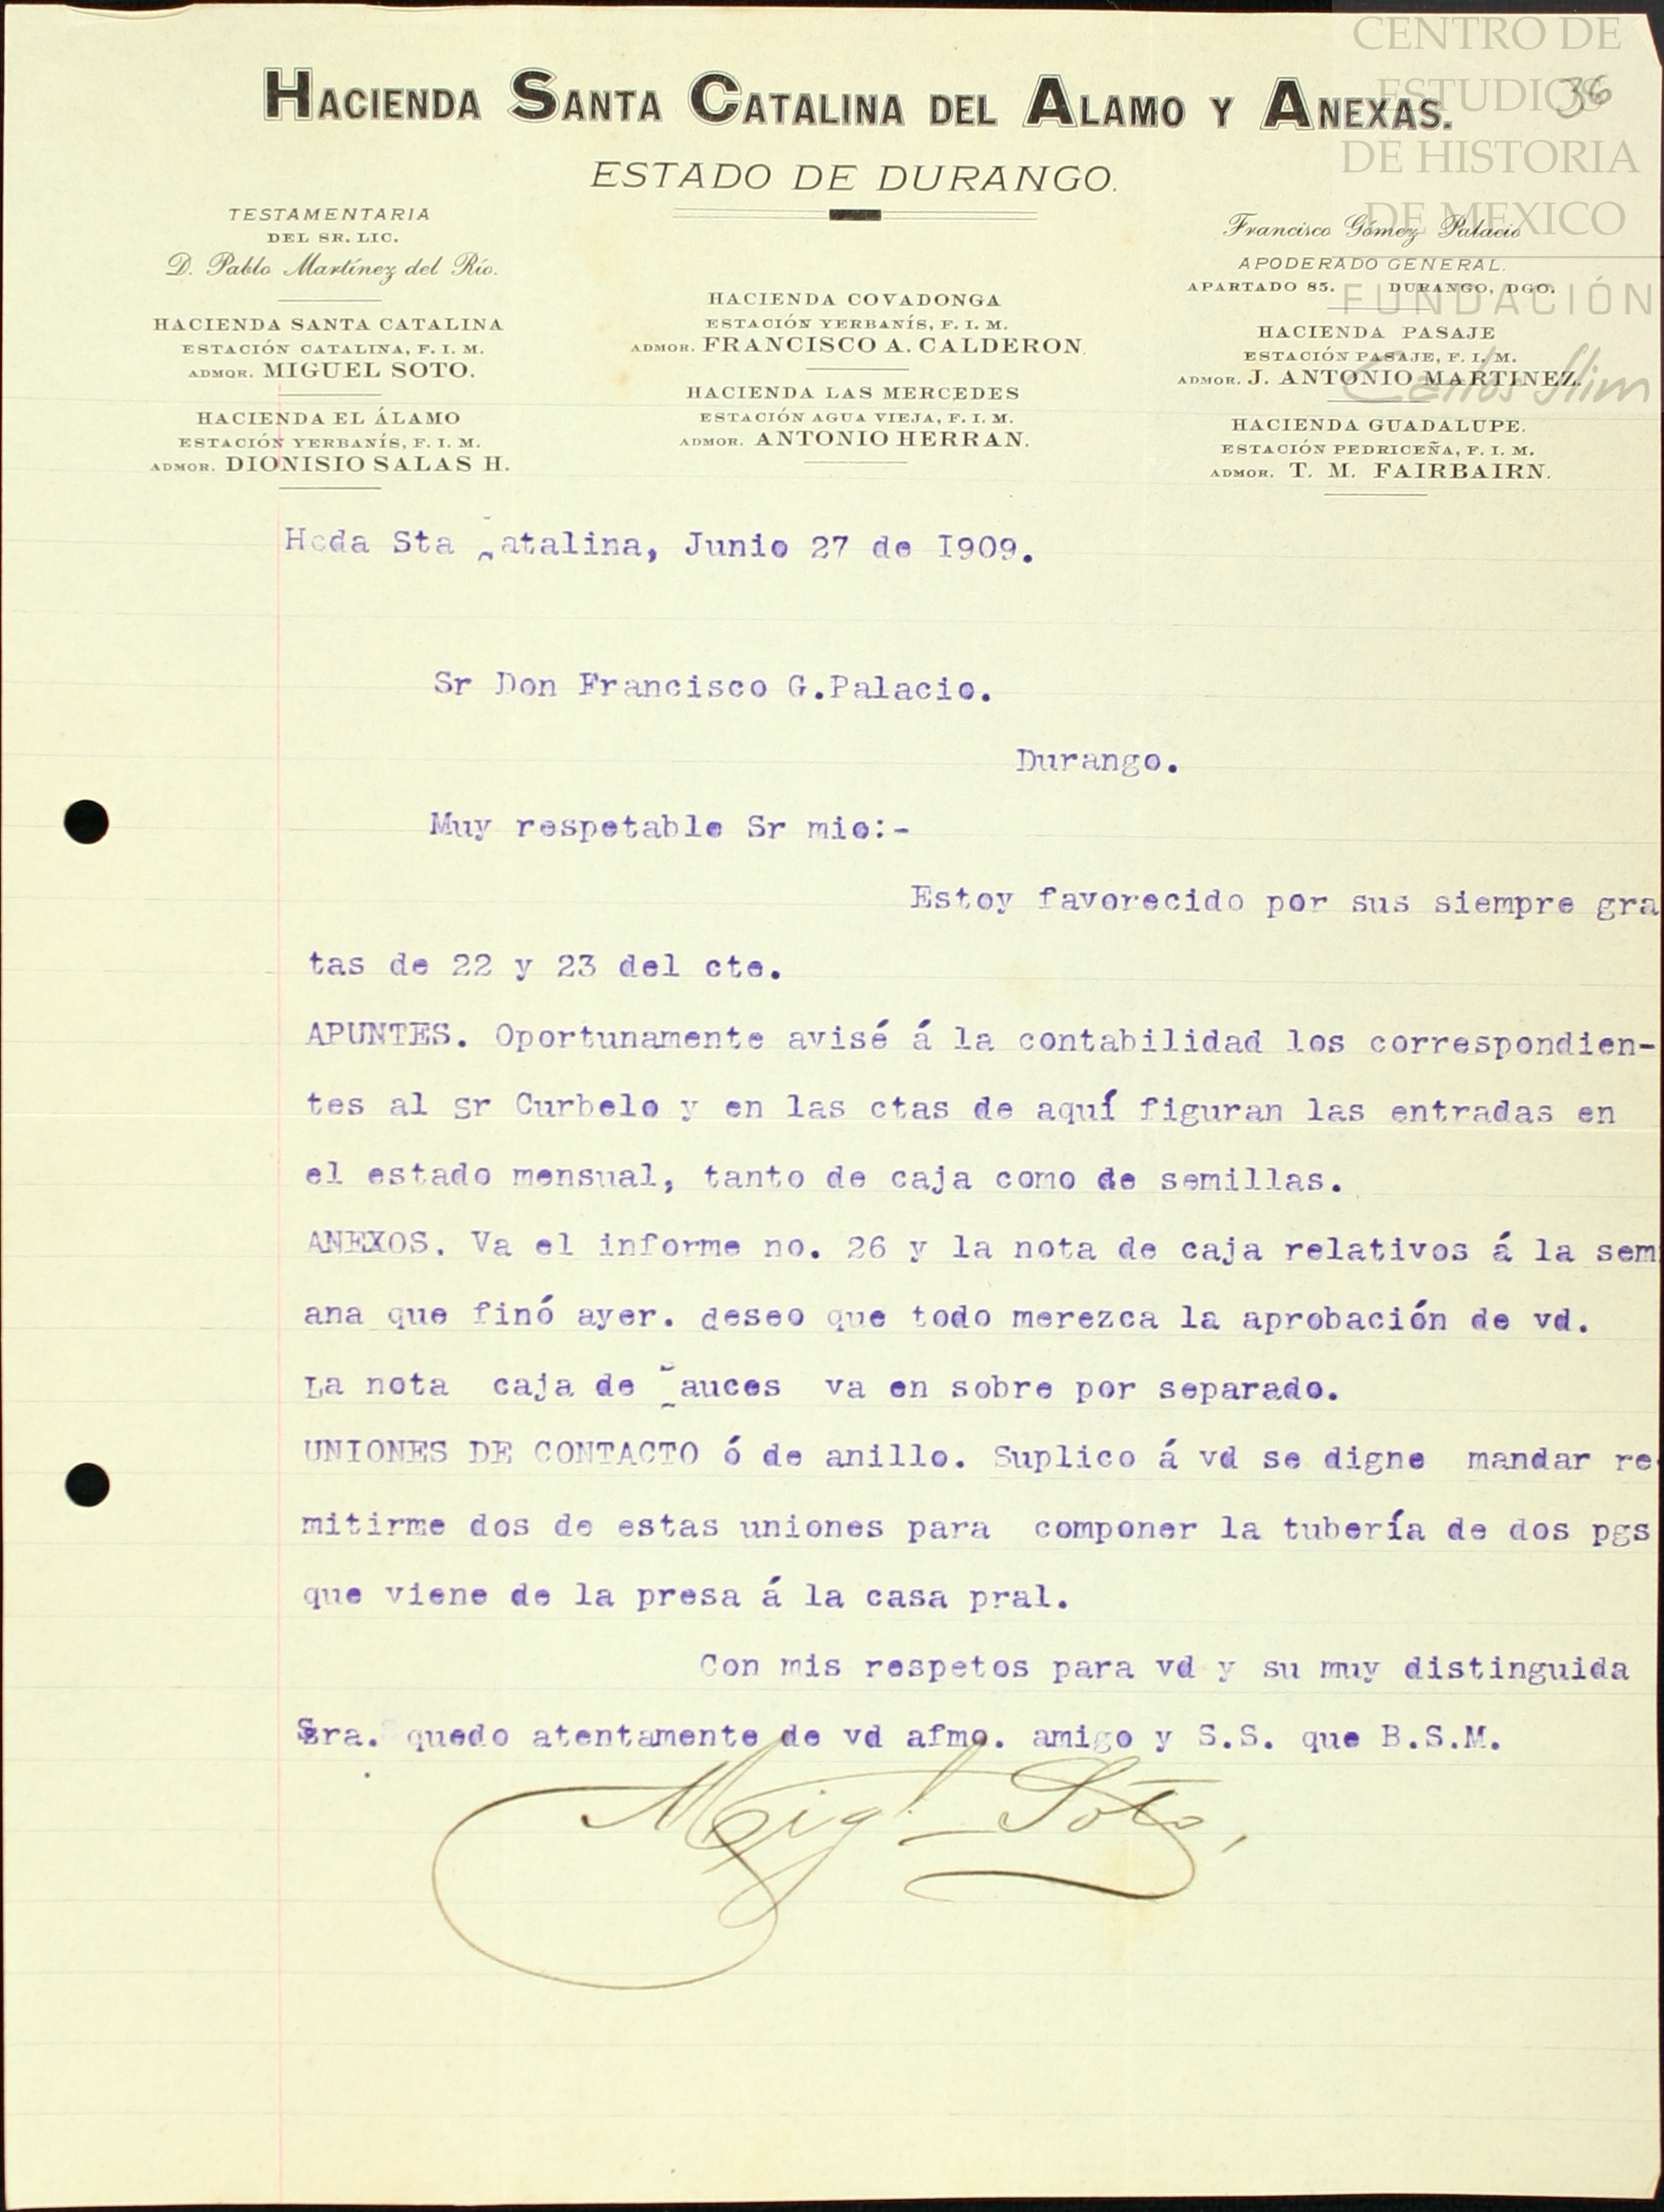 CENTRO DE
ESTUDIOS
DE HISTORIA
DE MEXICO
FUNDACIÓN
Carlos Slim
36
HACIENDA SANTA CATALINA DEL ALAMO Y ANEXAS.
ESTADO DE DURANGO.
TESTAMENTARIA
DEL SR. LIC.
D. Pablo Martínez del Río.
HACIENDA SANTA CATALINA
ESTACIÓN CATALINA, F. I. M.
ADMOR. MIGUEL SOTO.
HACIENDA EL ÁLAMO
ESTACIÓN YERBANÍS, F. I. M.
ADMOR. DIONISIO SALAS H.
HACIENDA COVADONGA
ESTACIÓN YERBANÍS, F. I. M.
ADMOR. FRANCISCO A. CALDERON.
HACIENDA LAS MERCEDES
ESTACIÓN AGUA VIEJA, F. I. M.
ADMOR. ANTONIO HERRAN.
Francisco Gómez Palacio
APODERADO GENERAL.
APARTADO 85. DURANGO, DGO.
HACIENDA PASAJE
ESTACIÓN PASAJE, F. I. M.
ADMOR. J. ANTONIO MARTINEZ.
HACIENDA GUADALUPE.
ESTACIÓN PEDRICEÑA, F. I. M.
ADMOR. T. M. FAIRBAIRN.
Hcda Sta Catalina, Junio 27 de I909.
Sr Don Francisco G.Palacio.
Durango.
Muy respetable Sr mio:-
Estoy favorecido por sus siempre gra
tas de 22 y 23 del cte.
APUNTES. Oportunamente avisé á la contabilidad los correspondien-
tes al sr Curbelo y en las ctas de aquí figuran las entradas en
el estado mensual, tanto de caja como de semillas.
ANEXOS. Va el informe no. 26 y la nota de caja relativos á la sem
ana que finó ayer. deseo que todo merezca la aprobación de vd.
La nota caja de Sauces va en sobre por separado.
UNIONES DE CONTACTO ó de anillo. Suplico á vd se digne mandar re-
mitirme dos de estas uniones para componer la tubería de dos pgs
que viene de la presa á la casa pral.
Con mis respetos para vd y su muy distinguida
Sra. quedo atentamente de vd afmo. amigo y S.S. que B.S.M.
Migl Soto,